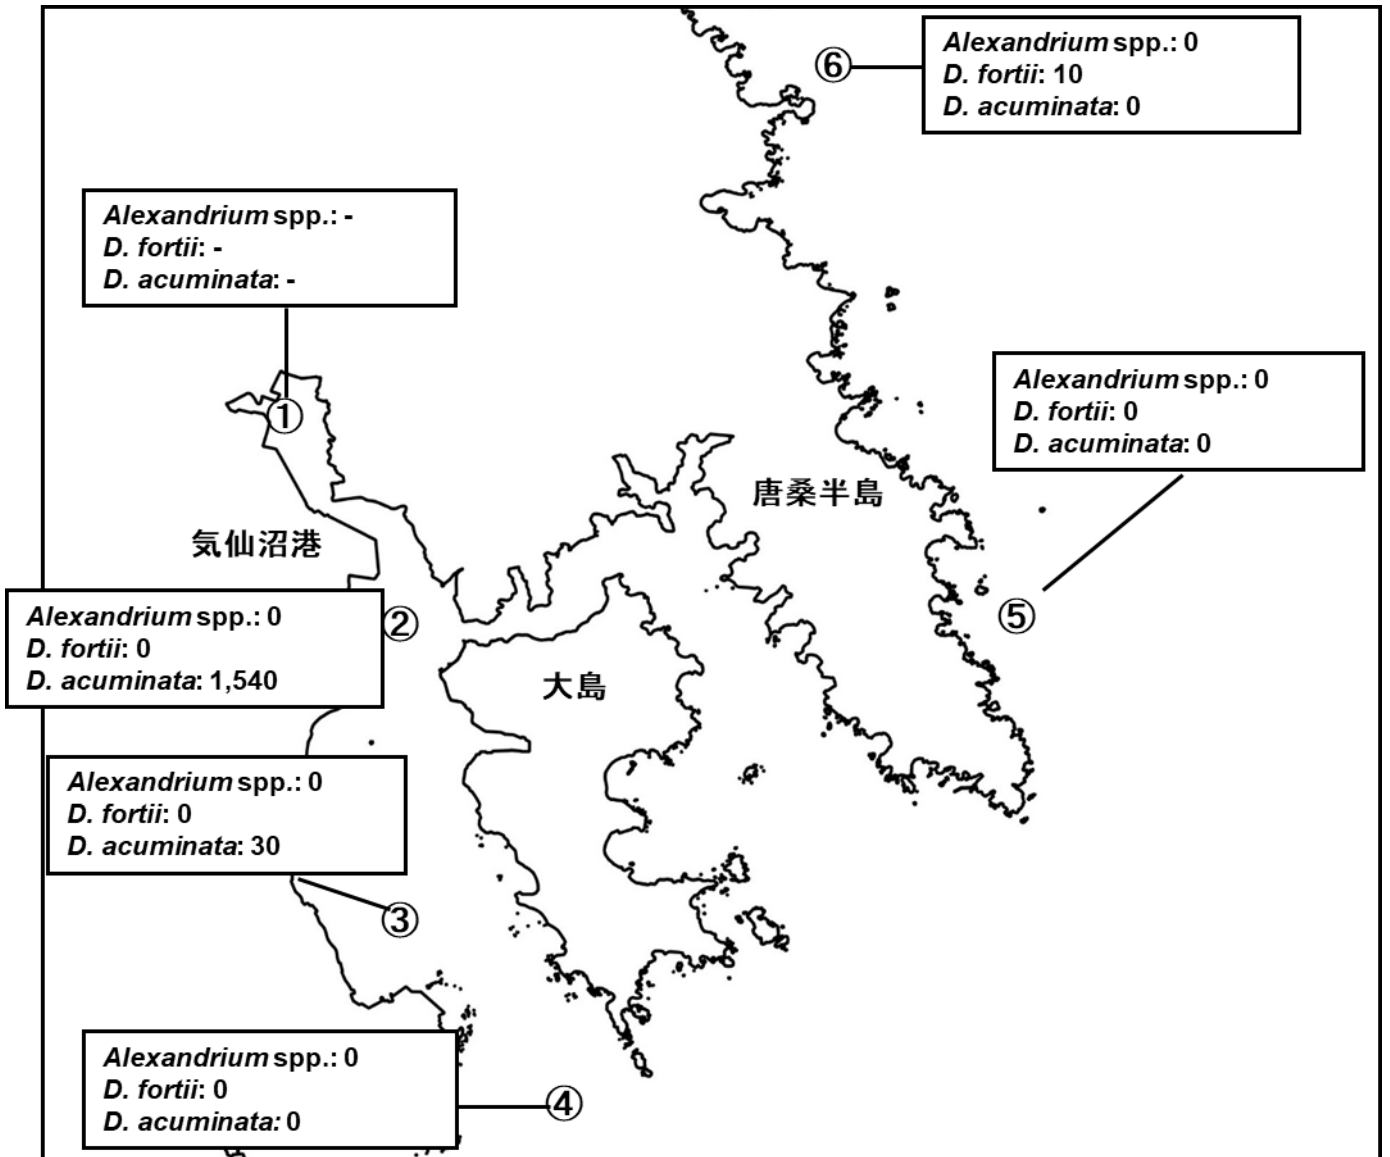 ⑥
Alexandrium spp.: 0
D. fortii: 10
D. acuminata: 0
Alexandrium spp.: -
D. fortii: -
D. acuminata: -
①
Alexandrium spp.: 0
D. fortii: 0
D. acuminata: 0
唐桑半島
気仙沼港
Alexandrium spp.: 0
D. fortii: 0
D. acuminata: 1,540
②
⑤
大島
Alexandrium spp.: 0
D. fortii: 0
D. acuminata: 30
③
Alexandrium spp.: 0
D. fortii: 0
D. acuminata: 0
④